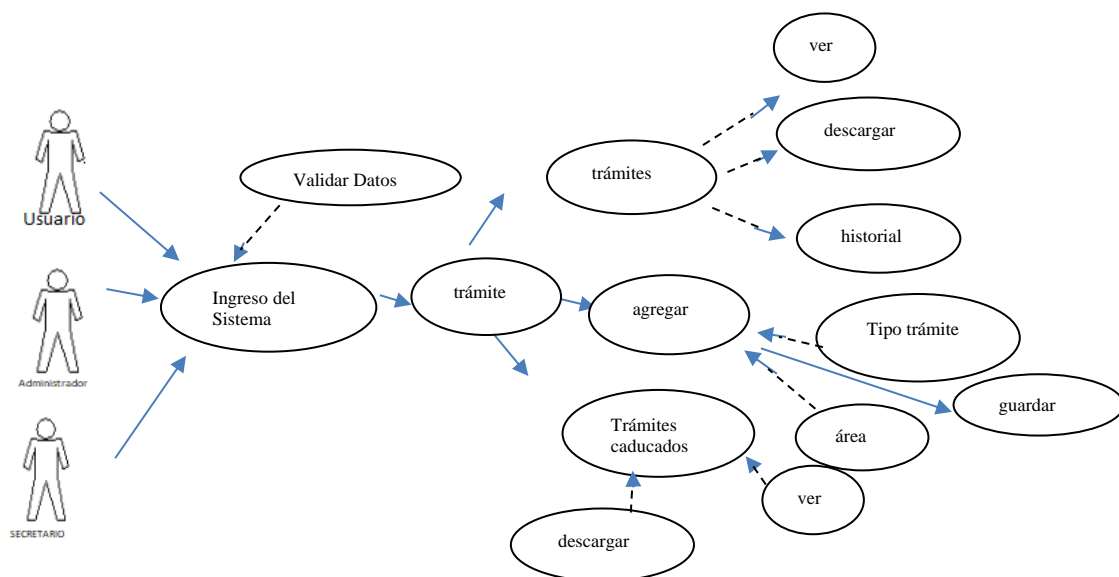 ver
descargar
Usuario
Validar Datos
trámites
historial
Administrador
Ingreso del
Sistema
trámite
agregar
Tipo trámite
guardar
Trámites
caducados
área
ver
SECRETARIO
descargar